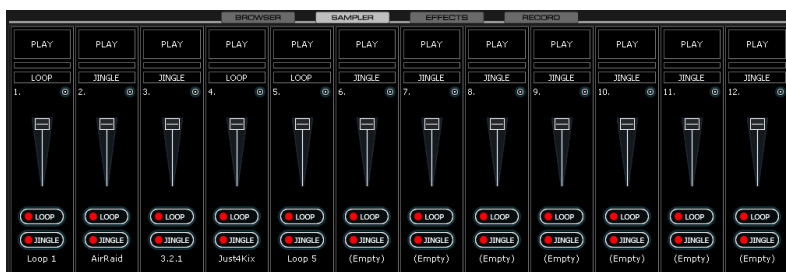 BROWSER SAMPLER EFFECTS RECORD
PLAY PLAY PLAY PLAY PLAY PLAY PLAY PLAY PLAY PLAY PLAY PLAY
LOOP JINGLE JINGLE LOOP LOOP JINGLE JINGLE JINGLE JINGLE JINGLE JINGLE JINGLE
1. 2. 3. 4. 5. 6. 7. 8. 9. 10. 11. 12.
LOOP LOOP LOOP LOOP LOOP LOOP LOOP LOOP LOOP LOOP LOOP LOOP
JINGLE JINGLE JINGLE JINGLE JINGLE JINGLE JINGLE JINGLE JINGLE JINGLE JINGLE JINGLE
Loop 1 AirRaid 3.2.1 Just4Kix Loop 5 (Empty) (Empty) (Empty) (Empty) (Empty) (Empty) (Empty)